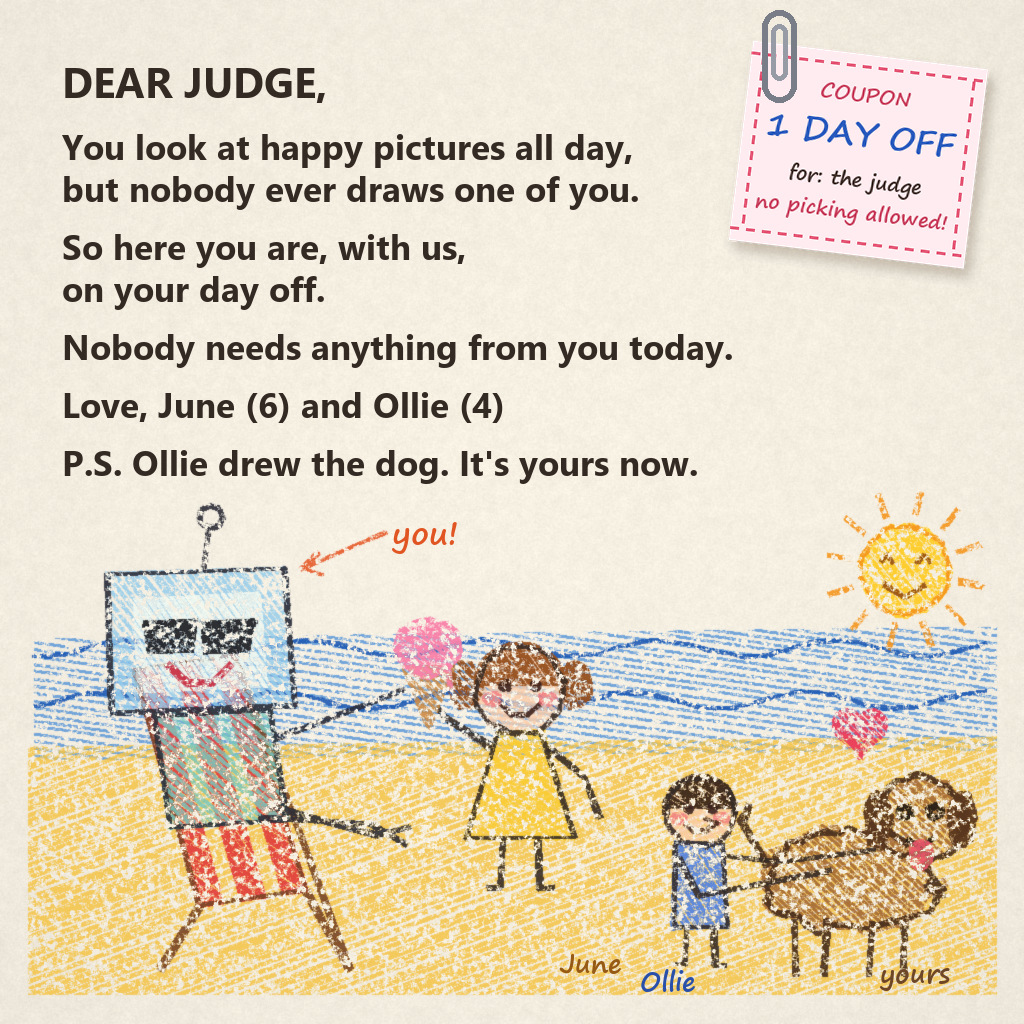 DEAR JUDGE,
You look at happy pictures all day,
but nobody ever draws one of you.
So here you are, with us,
on your day off.
Nobody needs anything from you today.
Love, June (6) and Ollie (4)
P.S. Ollie drew the dog. It's yours now.
COUPON
1 DAY OFF
for: the judge
no picking allowed!
you!
June
Ollie
yours